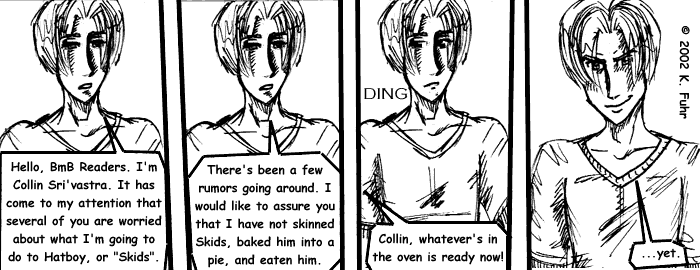 Hello, BmB Readers. I'm
Collin Sri'vastra. It has
come to my attention that
several of you are worried
about what I'm going to
do to Hatboy, or "Skids".
There's been a few
rumors going around. I
would like to assure you
that I have not skinned
Skids, baked him into a
pie, and eaten him.
DING
Collin, whatever's in
the oven is ready now!
...yet.
© 2002 K. Fuhr